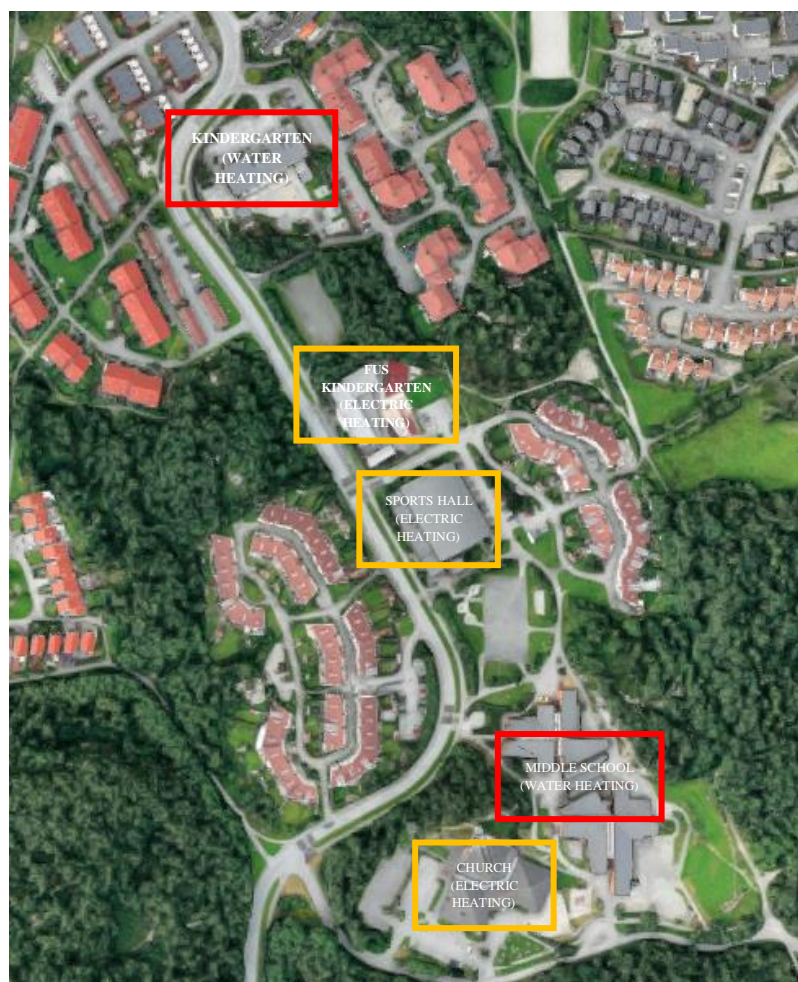 KINDERGARTEN
(WATER
HEATING)
FUS
KINDERGARTEN
(ELECTRIC
HEATING)
SPORTS HALL
(ELECTRIC
HEATING)
MIDDLE SCHOOL
(WATER HEATING)
CHURCH
(ELECTRIC
HEATING)